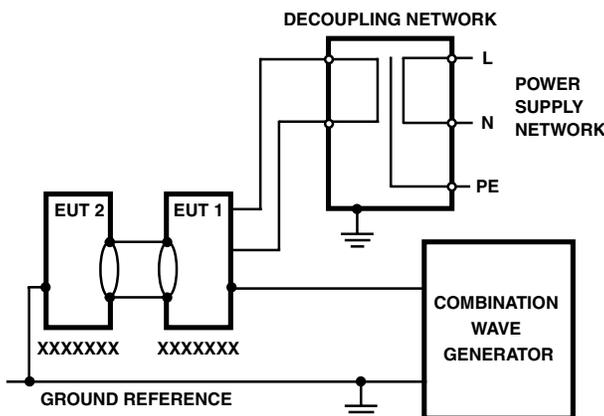 DECOUPLING NETWORK
L
POWER
SUPPLY
NETWORK
N
PE
EUT 2
EUT 1
COMBINATION
WAVE
GENERATOR
XXXXXXX
XXXXXXX
GROUND REFERENCE